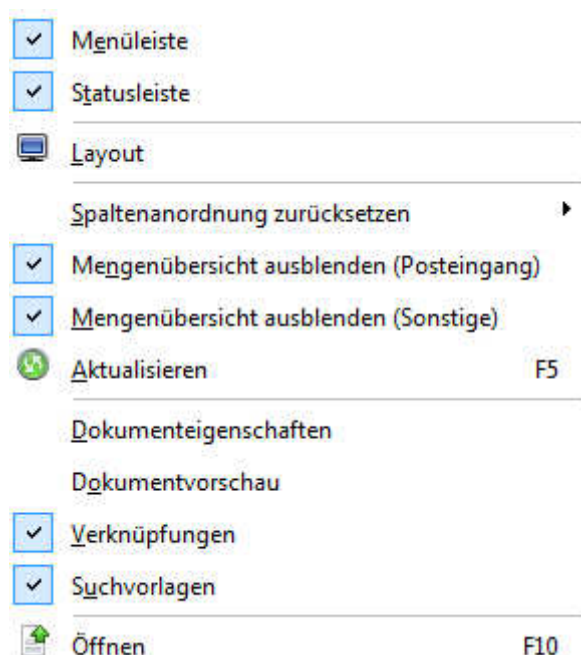 Menüleiste
Statusleiste
Layout
Spaltenanordnung zurücksetzen
Mengenübersicht ausblenden (Posteingang)
Mengenübersicht ausblenden (Sonstige)
Aktualisieren F5
Dokumenteigenschaften
Dokumentvorschau
Verknüpfungen
Suchvorlagen
Öffnen F10